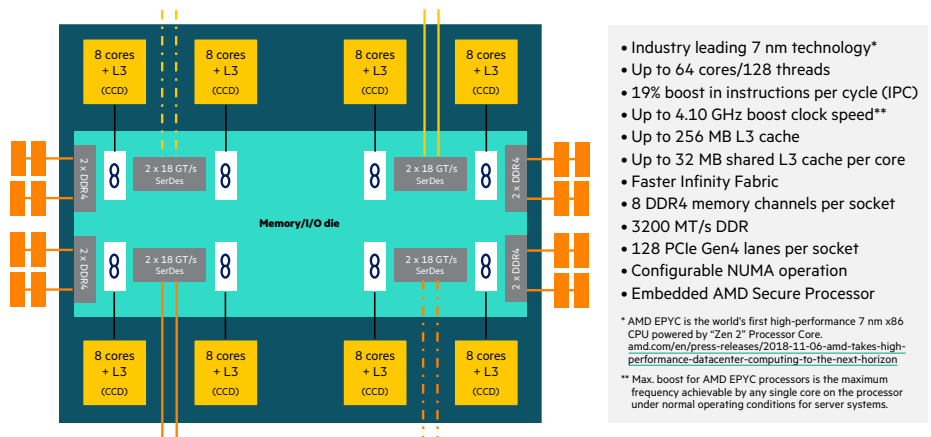 8 cores
+ L3
(CCD)
8 cores
+ L3
(CCD)
8 cores
+ L3
(CCD)
8 cores
+ L3
(CCD)
2 x DDR4
2 x 18 GT/s
SerDes
2 x 18 GT/s
SerDes
2 x DDR4
Memory/I/O die
2 x DDR4
2 x 18 GT/s
SerDes
2 x 18 GT/s
SerDes
2 x DDR4
8 cores
+ L3
(CCD)
8 cores
+ L3
(CCD)
8 cores
+ L3
(CCD)
8 cores
+ L3
(CCD)
• Industry leading 7 nm technology*
• Up to 64 cores/128 threads
• 19% boost in instructions per cycle (IPC)
• Up to 4.10 GHz boost clock speed**
• Up to 256 MB L3 cache
• Up to 32 MB shared L3 cache per core
• Faster Infinity Fabric
• 8 DDR4 memory channels per socket
• 3200 MT/s DDR
• 128 PCIe Gen4 lanes per socket
• Configurable NUMA operation
• Embedded AMD Secure Processor
* AMD EPYC is the world's first high-performance 7 nm x86
CPU powered by "Zen 2" Processor Core.
amd.com/en/press-releases/2018-11-06-amd-takes-high-
performance-datacenter-computing-to-the-next-horizon
** Max. boost for AMD EPYC processors is the maximum
frequency achievable by any single core on the processor
under normal operating conditions for server systems.